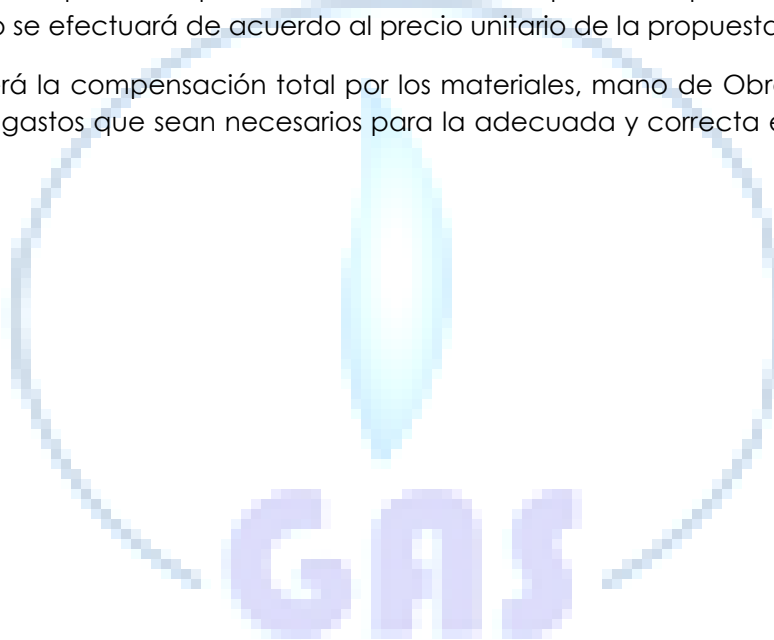 o se efectuará de acuerdo al precio unitario de la propuesta
rá la compensación total por los materiales, mano de Obra
gastos que sean necesarios para la adecuada y correcta e
GAS